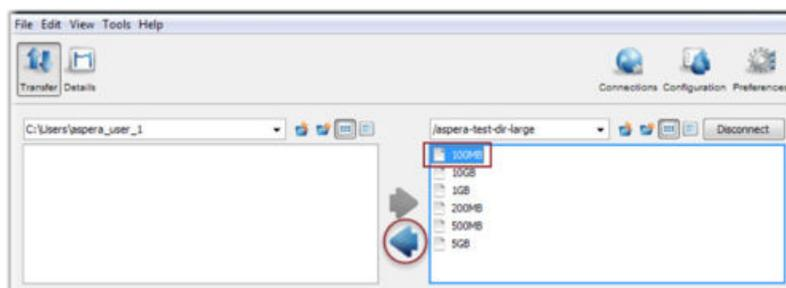 File Edit View Tools Help
Transfer Details
Connections Configuration Preferences
C:\Users\aspera_user_1
/aspera-test-dir-large
Disconnect
100MB
10GB
1GB
200MB
500MB
5GB